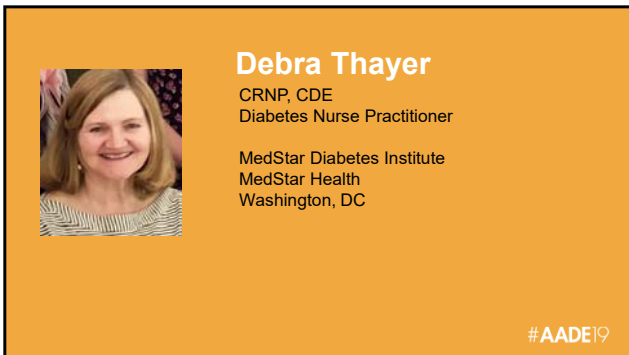 Debra Thayer
CRNP, CDE
Diabetes Nurse Practitioner
MedStar Diabetes Institute
MedStar Health
Washington, DC
#AADE19